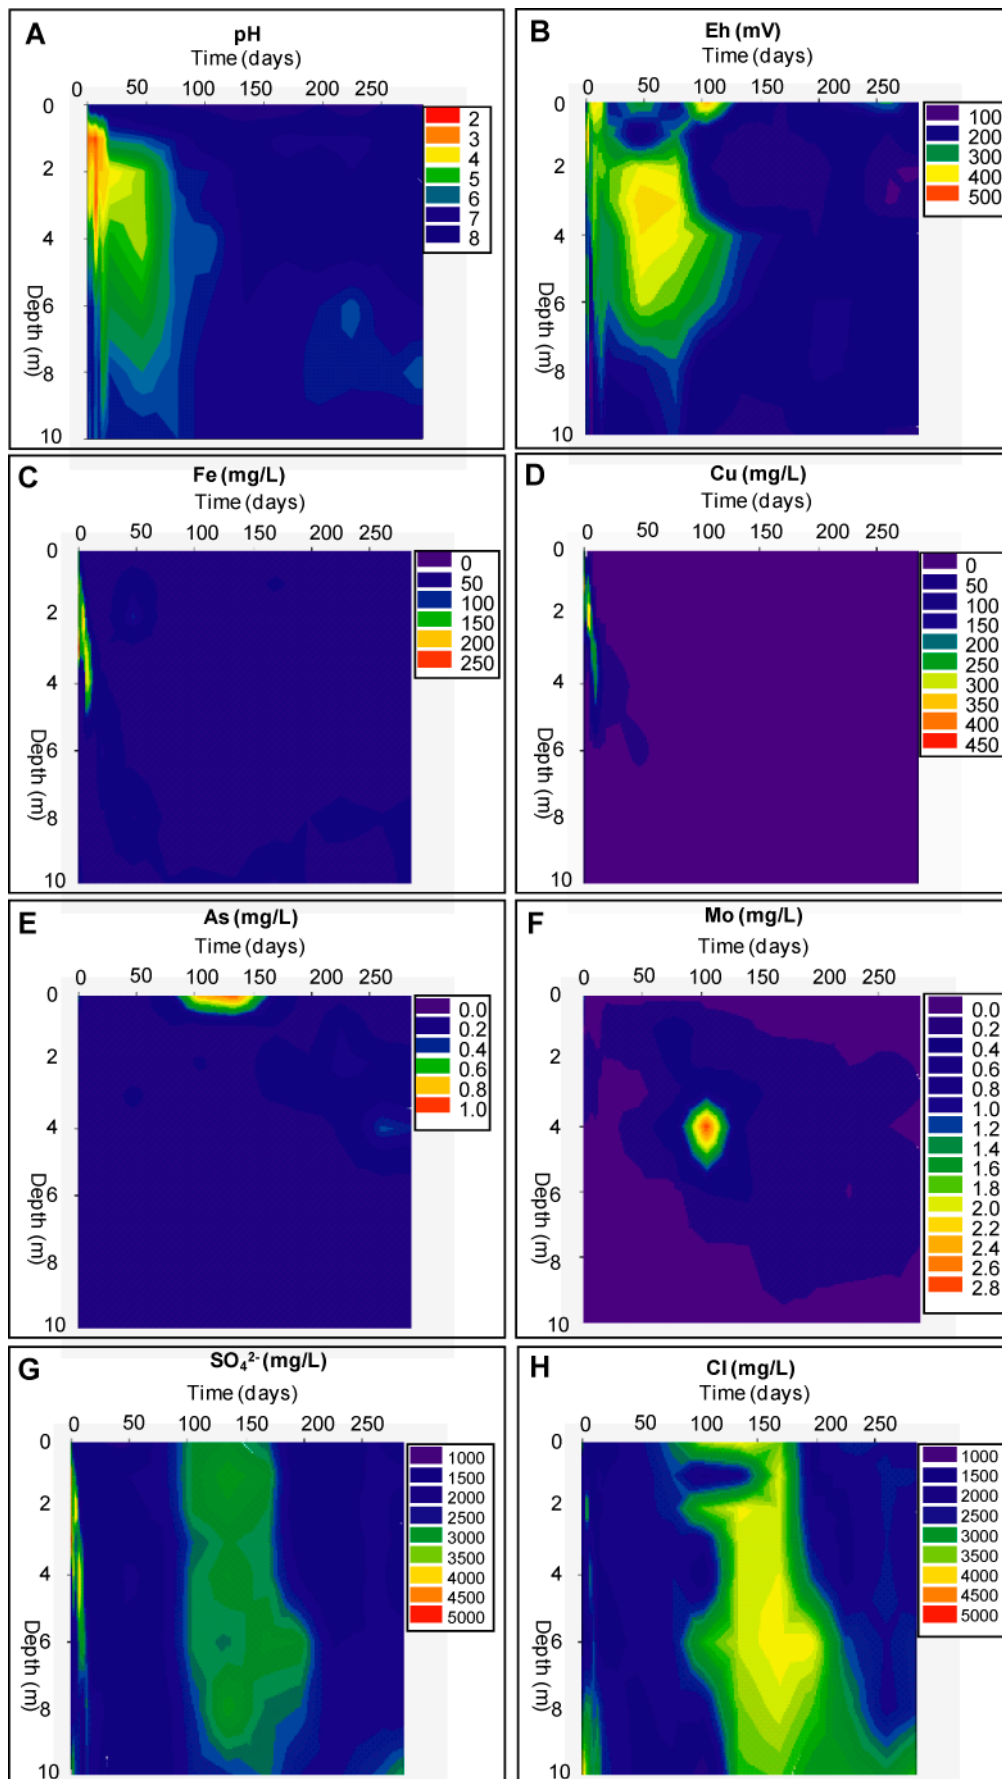 A
pH
Time (days)
0 50 100 150 200 250
0
2
4
6
8
10
Depth (m)
2
3
4
5
6
7
8
B
Eh (mV)
Time (days)
0 50 100 150 200 250
0
2
4
6
8
10
Depth (m)
100
200
300
400
500
C
Fe (mg/L)
Time (days)
0 50 100 150 200 250
0
2
4
6
8
10
Depth (m)
0
50
100
150
200
250
D
Cu (mg/L)
Time (days)
0 50 100 150 200 250
0
2
4
6
8
10
Depth (m)
0
50
100
150
200
250
300
350
400
450
E
As (mg/L)
Time (days)
0 50 100 150 200 250
0
2
4
6
8
10
Depth (m)
0.0
0.2
0.4
0.6
0.8
1.0
F
Mo (mg/L)
Time (days)
0 50 100 150 200 250
0
2
4
6
8
10
Depth (m)
0.0
0.2
0.4
0.6
0.8
1.0
1.2
1.4
1.6
1.8
2.0
2.2
2.4
2.6
2.8
G
SO₄²⁻ (mg/L)
Time (days)
0 50 100 150 200 250
0
2
4
6
8
10
Depth (m)
1000
1500
2000
2500
3000
3500
4000
4500
5000
H
Cl (mg/L)
Time (days)
0 50 100 150 200 250
0
2
4
6
8
10
Depth (m)
1000
1500
2000
2500
3000
3500
4000
4500
5000